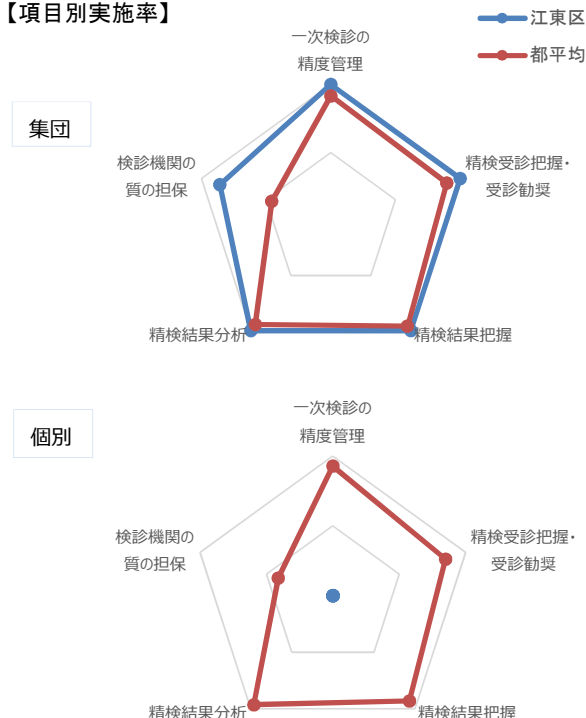 【項目別実施率】
江東区
都平均
集団
一次検診の
精度管理
精検受診把握・
受診勧奨
精検結果把握
精検結果分析
検診機関の
質の担保
個別
一次検診の
精度管理
精検受診把握・
受診勧奨
精検結果把握
精検結果分析
検診機関の
質の担保